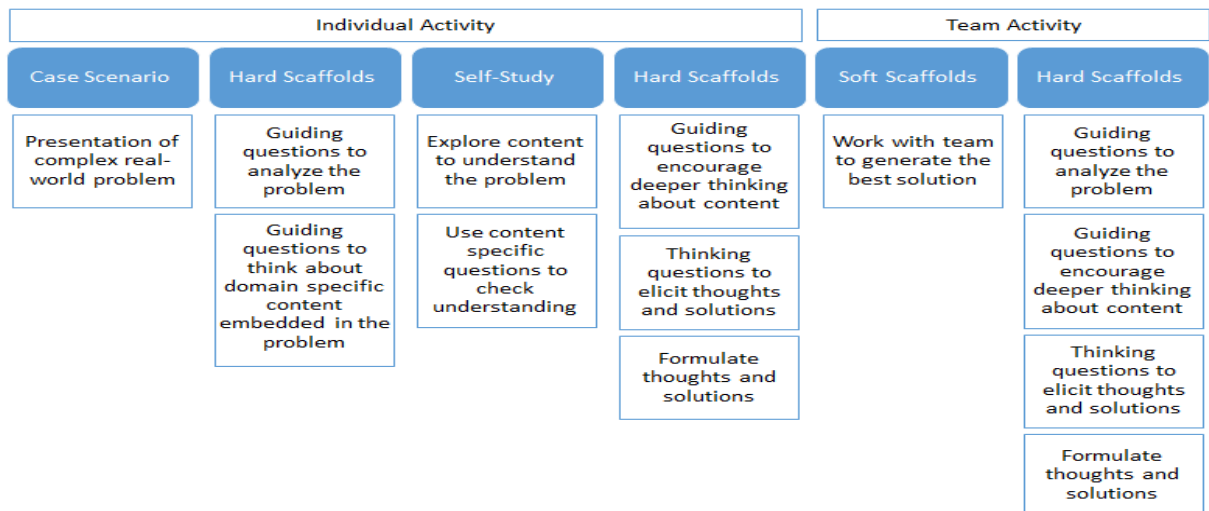 Individual Activity
Team Activity
Case Scenario
Hard Scaffolds
Self-Study
Hard Scaffolds
Soft Scaffolds
Hard Scaffolds
Presentation of
complex real-
world problem
Guiding
questions to
analyze the
problem
Guiding
questions to
think about
domain specific
content
embedded in the
problem
Explore content
to understand
the problem
Use content
specific
questions to
check
understanding
Guiding
questions to
encourage
deeper thinking
about content
Thinking
questions to
elicit thoughts
and solutions
Formulate
thoughts and
solutions
Work with team
to generate the
best solution
Guiding
questions to
analyze the
problem
Guiding
questions to
encourage
deeper thinking
about content
Thinking
questions to
elicit thoughts
and solutions
Formulate
thoughts and
solutions